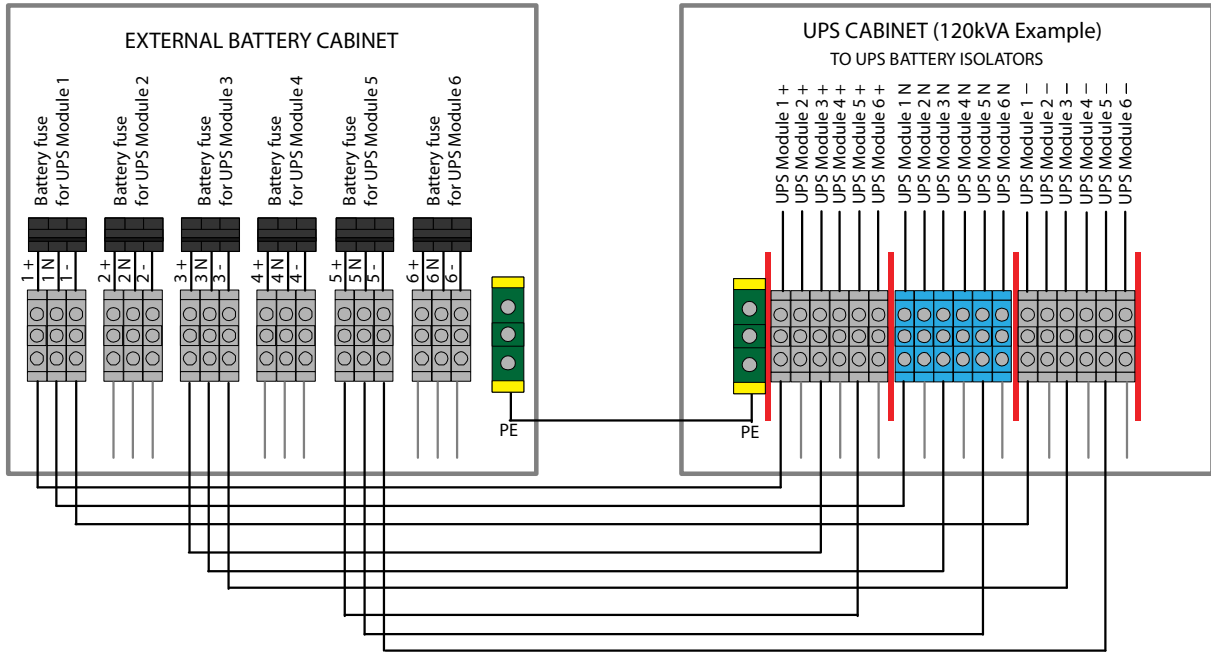 EXTERNAL BATTERY CABINET
Battery fuse
for UPS Module 1
Battery fuse
for UPS Module 2
Battery fuse
for UPS Module 3
Battery fuse
for UPS Module 4
Battery fuse
for UPS Module 5
Battery fuse
for UPS Module 6
1 +
1 N
1 -
2 +
2 N
2 -
3 +
3 N
3 -
4 +
4 N
4 -
5 +
5 N
5 -
6 +
6 N
6 -
PE
UPS CABINET (120kVA Example)
TO UPS BATTERY ISOLATORS
UPS Module 1 +
UPS Module 2 +
UPS Module 3 +
UPS Module 4 +
UPS Module 5 +
UPS Module 6 +
UPS Module 1 N
UPS Module 2 N
UPS Module 3 N
UPS Module 4 N
UPS Module 5 N
UPS Module 6 N
UPS Module 1 −
UPS Module 2 −
UPS Module 3 −
UPS Module 4 −
UPS Module 5 −
UPS Module 6 −
PE